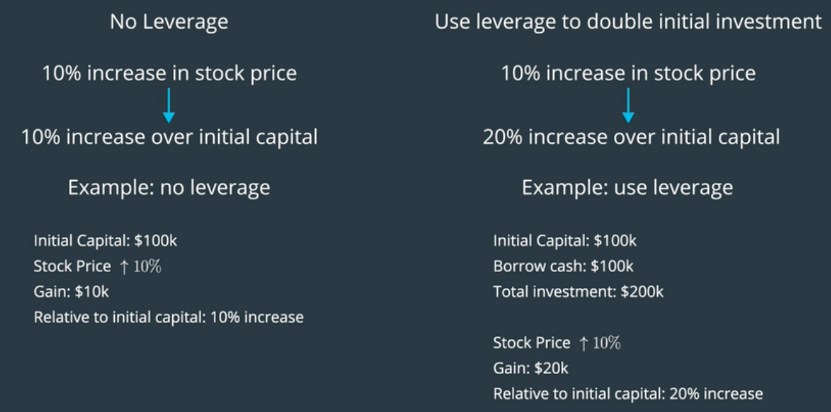 No Leverage
10% increase in stock price
10% increase over initial capital
Example: no leverage
Initial Capital: $100k
Stock Price ↑ 10%
Gain: $10k
Relative to initial capital: 10% increase
Use leverage to double initial investment
10% increase in stock price
20% increase over initial capital
Example: use leverage
Initial Capital: $100k
Borrow cash: $100k
Total investment: $200k
Stock Price ↑ 10%
Gain: $20k
Relative to initial capital: 20% increase